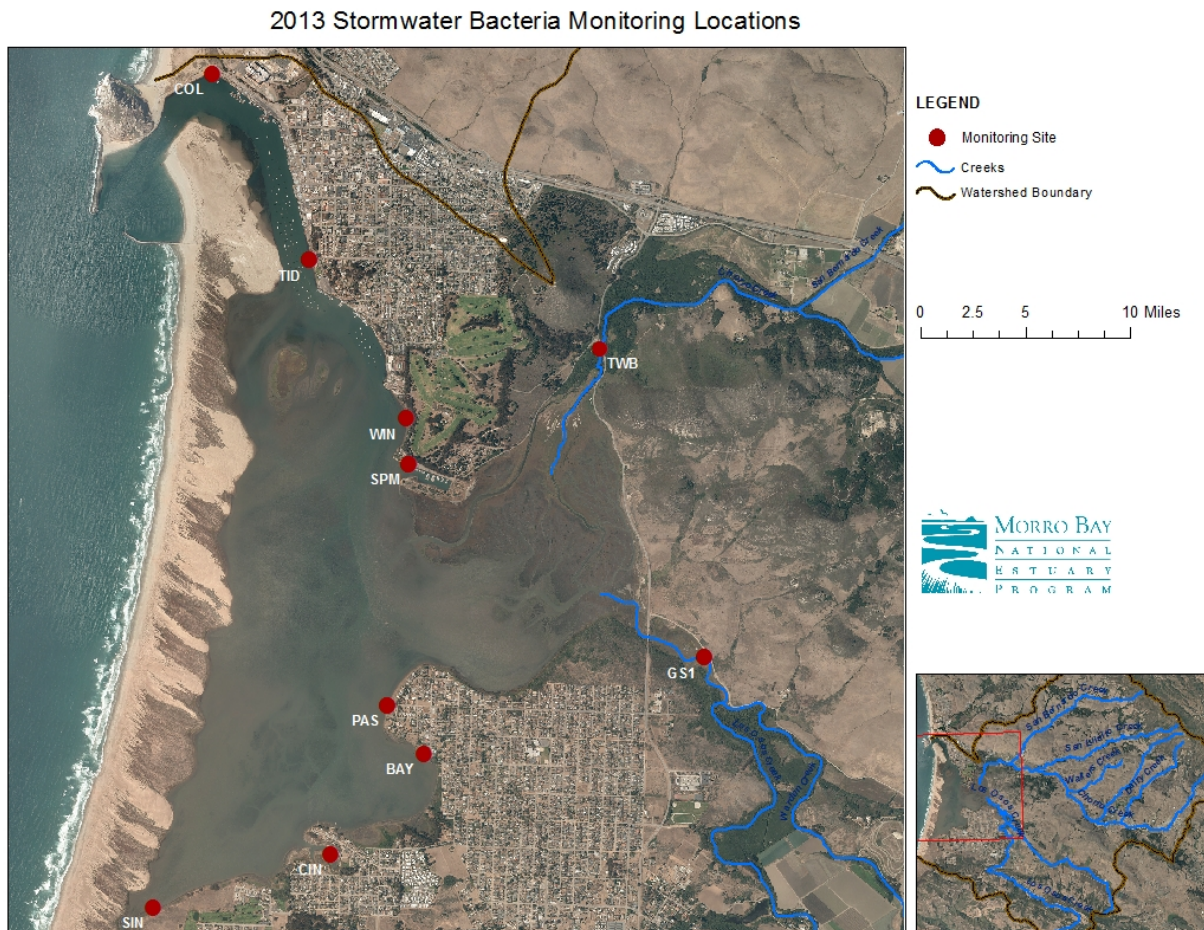 2013 Stormwater Bacteria Monitoring Locations
COL
TID
WIN
SPM
TWB
Chorro Creek
San Bernardo Creek
GS1
PAS
BAY
CIN
SIN
Los Osos Creek
Warden Creek
LEGEND
Monitoring Site
Creeks
Watershed Boundary
0 2.5 5 10 Miles
MORRO BAY
NATIONAL
ESTUARY
PROGRAM
San Bernardo Creek
San Luisito Creek
Walters Creek
Chorro Creek
Dairy Creek
Los Osos Creek